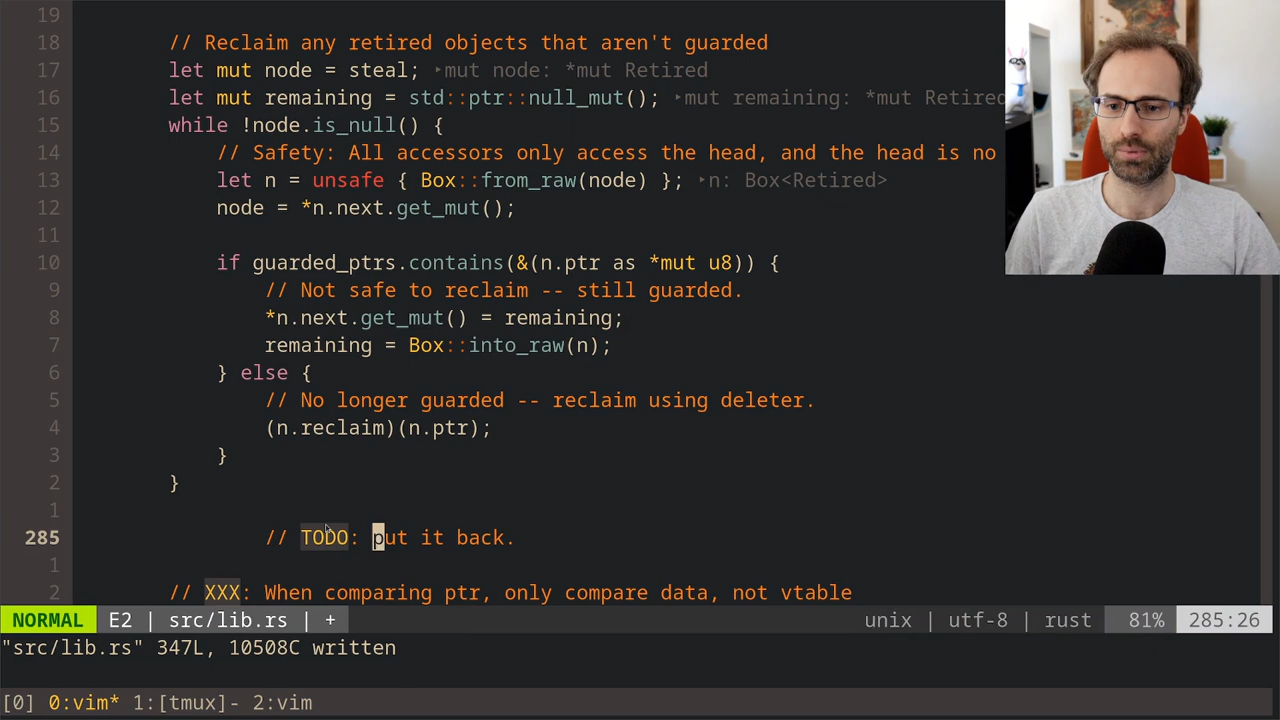 19
18 // Reclaim any retired objects that aren't guarded
17 let mut node = steal; ‣mut node: *mut Retired
16 let mut remaining = std::ptr::null_mut(); ‣mut remaining: *mut Retired
15 while !node.is_null() {
14 // Safety: All accessors only access the head, and the head is no
13 let n = unsafe { Box::from_raw(node) }; ‣n: Box<Retired>
12 node = *n.next.get_mut();
11
10 if guarded_ptrs.contains(&(n.ptr as *mut u8)) {
9 // Not safe to reclaim -- still guarded.
8 *n.next.get_mut() = remaining;
7 remaining = Box::into_raw(n);
6 } else {
5 // No longer guarded -- reclaim using deleter.
4 (n.reclaim)(n.ptr);
3 }
2 }
1
285 // TODO: put it back.
1
2 // XXX: When comparing ptr, only compare data, not vtable
NORMAL E2 | src/lib.rs | + unix | utf-8 | rust 81% 285:26
"src/lib.rs" 347L, 10508C written
[0] 0:vim* 1:[tmux]- 2:vim